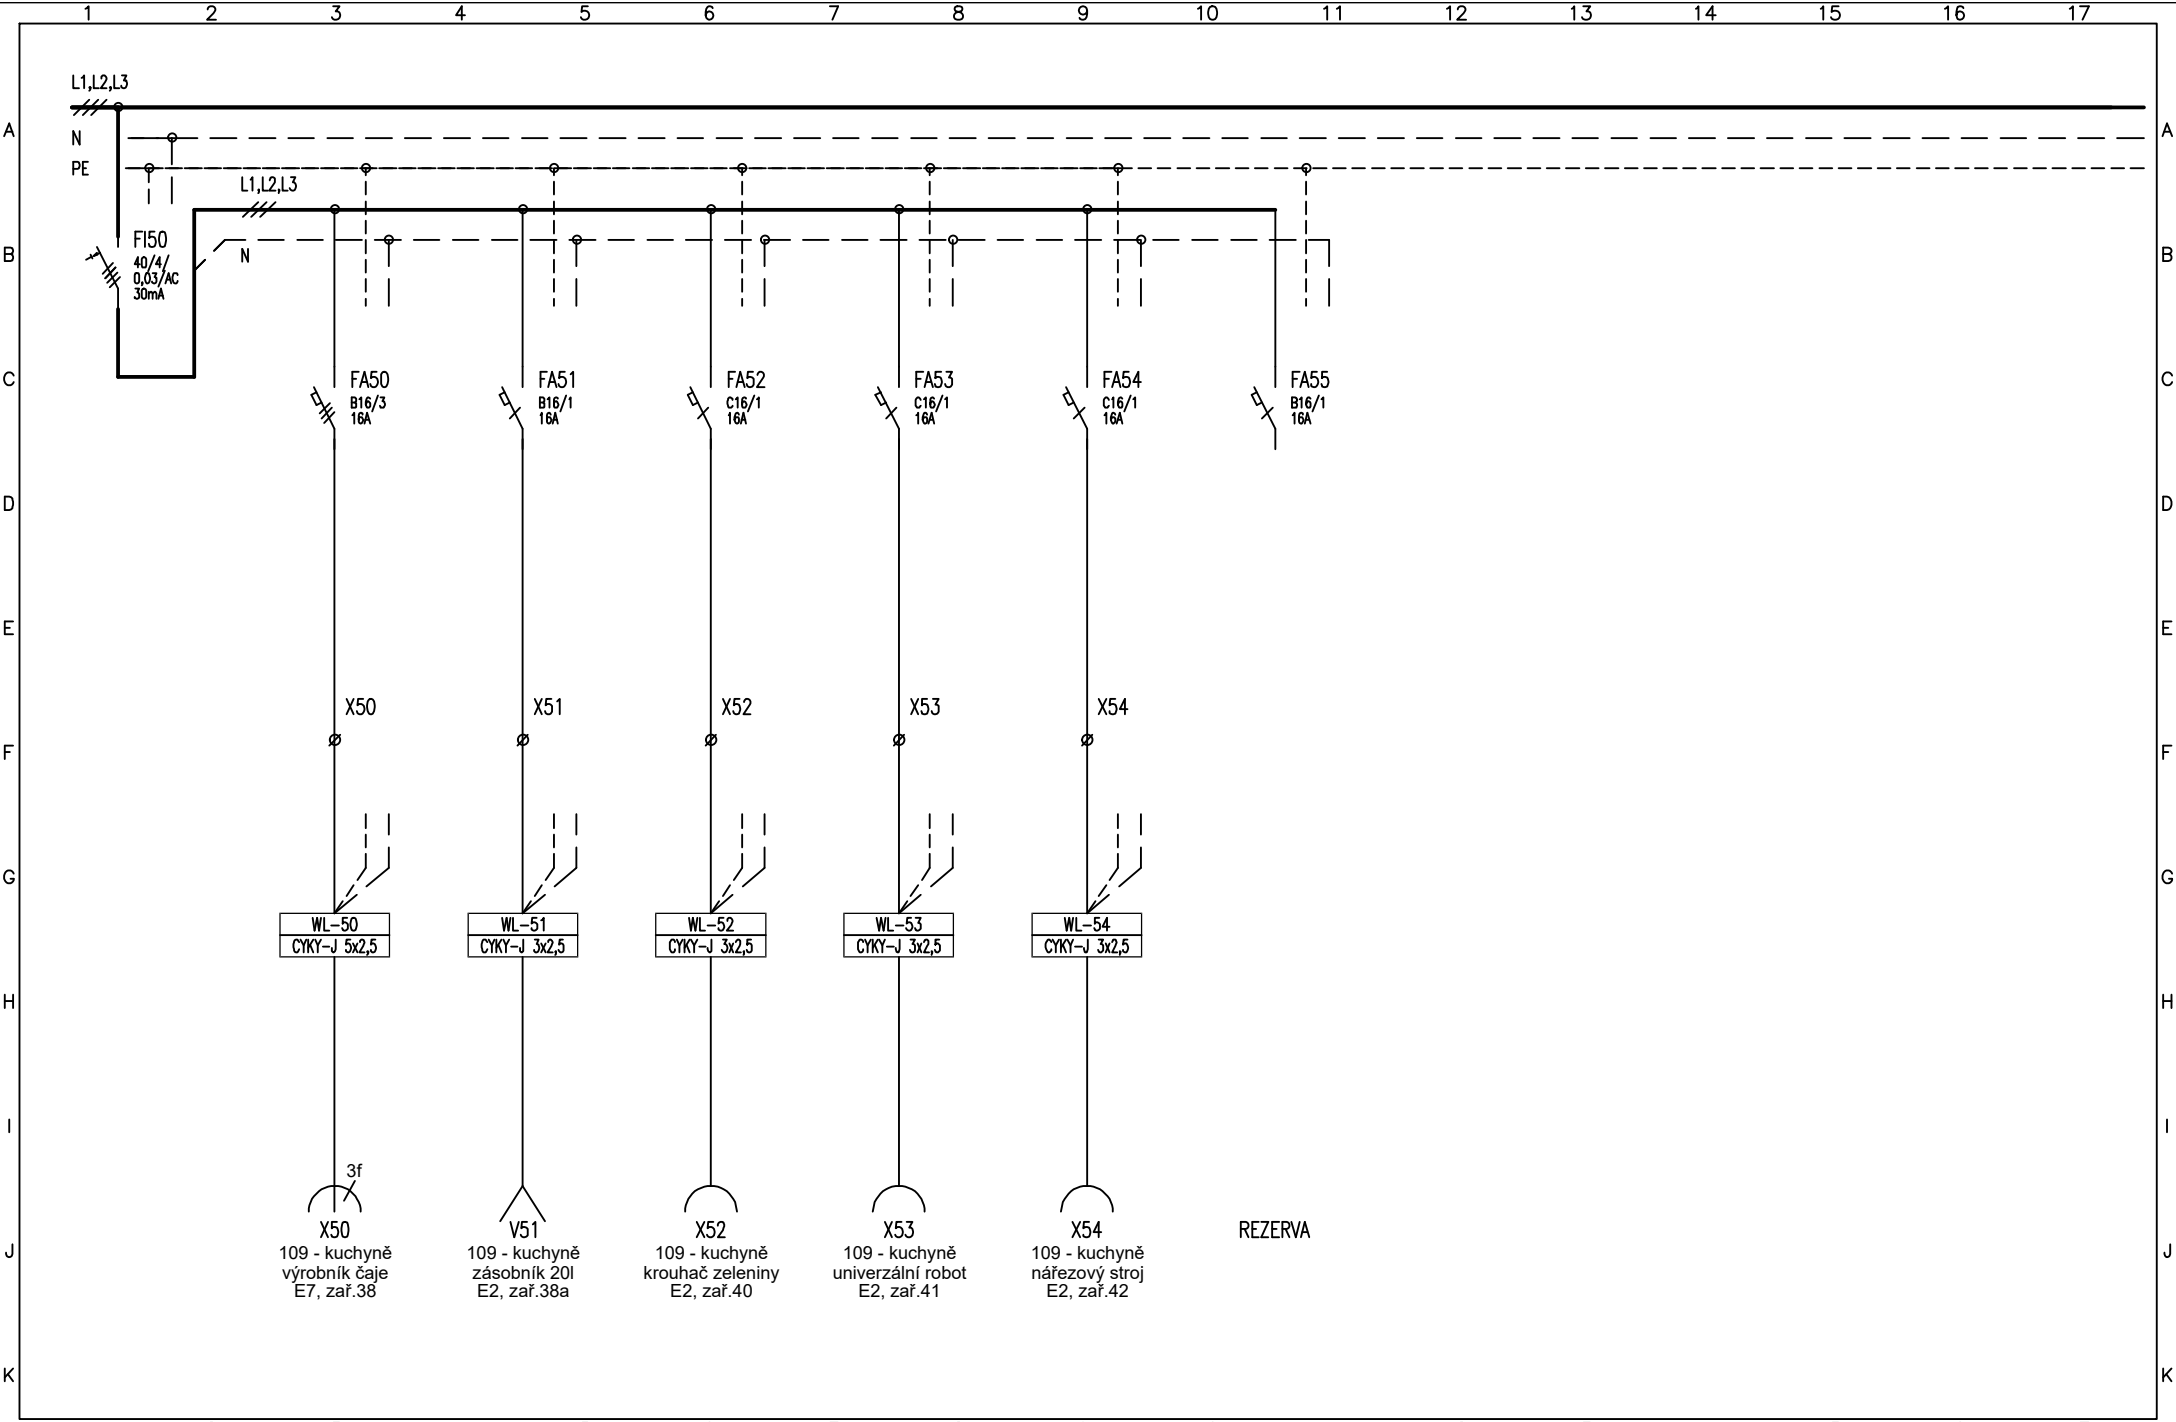 1 2 3 4 5 6 7 8 9 10 11 12 13 14 15 16 17
L1,L2,L3
A N A
PE
L1,L2,L3
FI50
B N B
40/4/
0,03/AC
30mA
C FA50 FA51 FA52 FA53 FA54 FA55 C
B16/3 B16/1 C16/1 C16/1 C16/1 B16/1
16A 16A 16A 16A 16A 16A
D D
E E
X50 X51 X52 X53 X54
F F
G G
WL-50 WL-51 WL-52 WL-53 WL-54
CYKY-J 5x2,5 CYKY-J 3x2,5 CYKY-J 3x2,5 CYKY-J 3x2,5 CYKY-J 3x2,5
H H
I I
3f
X50 V51 X52 X53 X54 REZERVA
J 109 - kuchyně 109 - kuchyně 109 - kuchyně 109 - kuchyně 109 - kuchyně J
výrobník čaje zásobník 20l krouhač zeleniny univerzální robot nářezový stroj
E7, zař.38 E2, zař.38a E2, zař.40 E2, zař.41 E2, zař.42
K K